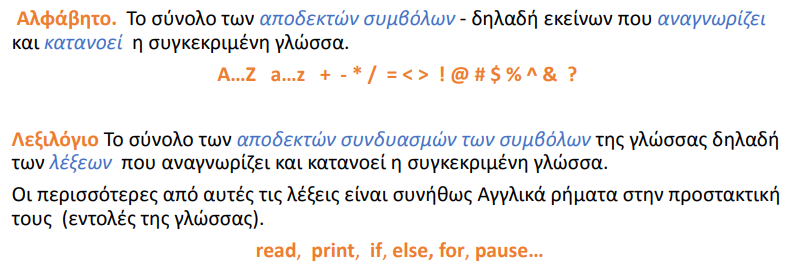 Αλφάβητο. Το σύνολο των αποδεκτών συμβόλων - δηλαδή εκείνων που αναγνωρίζει
και κατανοεί η συγκεκριμένη γλώσσα.
A…Z a…z + - * / = < > ! @ # $ % ^ & ?
Λεξιλόγιο Το σύνολο των αποδεκτών συνδυασμών των συμβόλων της γλώσσας δηλαδή
των λέξεων που αναγνωρίζει και κατανοεί η συγκεκριμένη γλώσσα.
Οι περισσότερες από αυτές τις λέξεις είναι συνήθως Αγγλικά ρήματα στην προστακτική
τους (εντολές της γλώσσας).
read, print, if, else, for, pause…